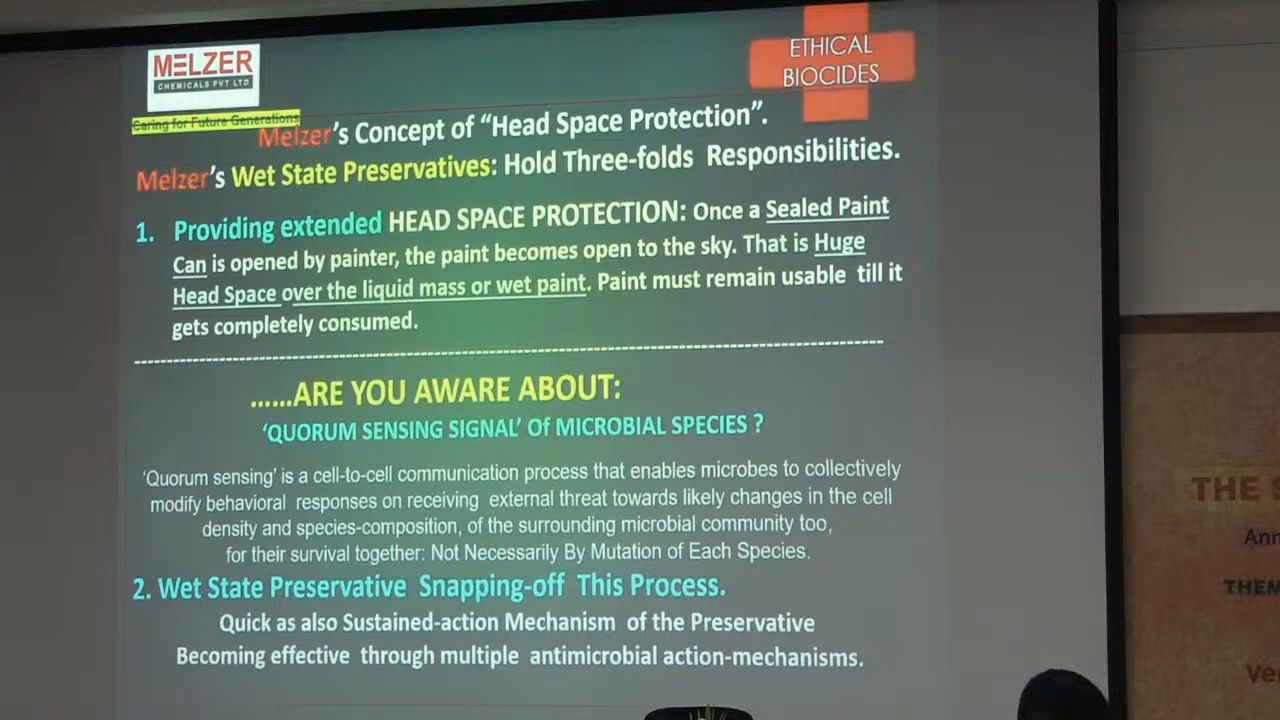 MELZER
CHEMICALS PVT LTD
Caring for Future Generations
ETHICAL
BIOCIDES
Melzer's Concept of “Head Space Protection”.
Melzer's Wet State Preservatives: Hold Three-folds Responsibilities.
1. Providing extended HEAD SPACE PROTECTION: Once a Sealed Paint
Can is opened by painter, the paint becomes open to the sky. That is Huge
Head Space over the liquid mass or wet paint. Paint must remain usable till it
gets completely consumed.
......ARE YOU AWARE ABOUT:
‘QUORUM SENSING SIGNAL’ Of MICROBIAL SPECIES ?
'Quorum sensing' is a cell-to-cell communication process that enables microbes to collectively
modify behavioral responses on receiving external threat towards likely changes in the cell
density and species-composition, of the surrounding microbial community too,
for their survival together: Not Necessarily By Mutation of Each Species.
2. Wet State Preservative Snapping-off This Process.
Quick as also Sustained-action Mechanism of the Preservative
Becoming effective through multiple antimicrobial action-mechanisms.
THE